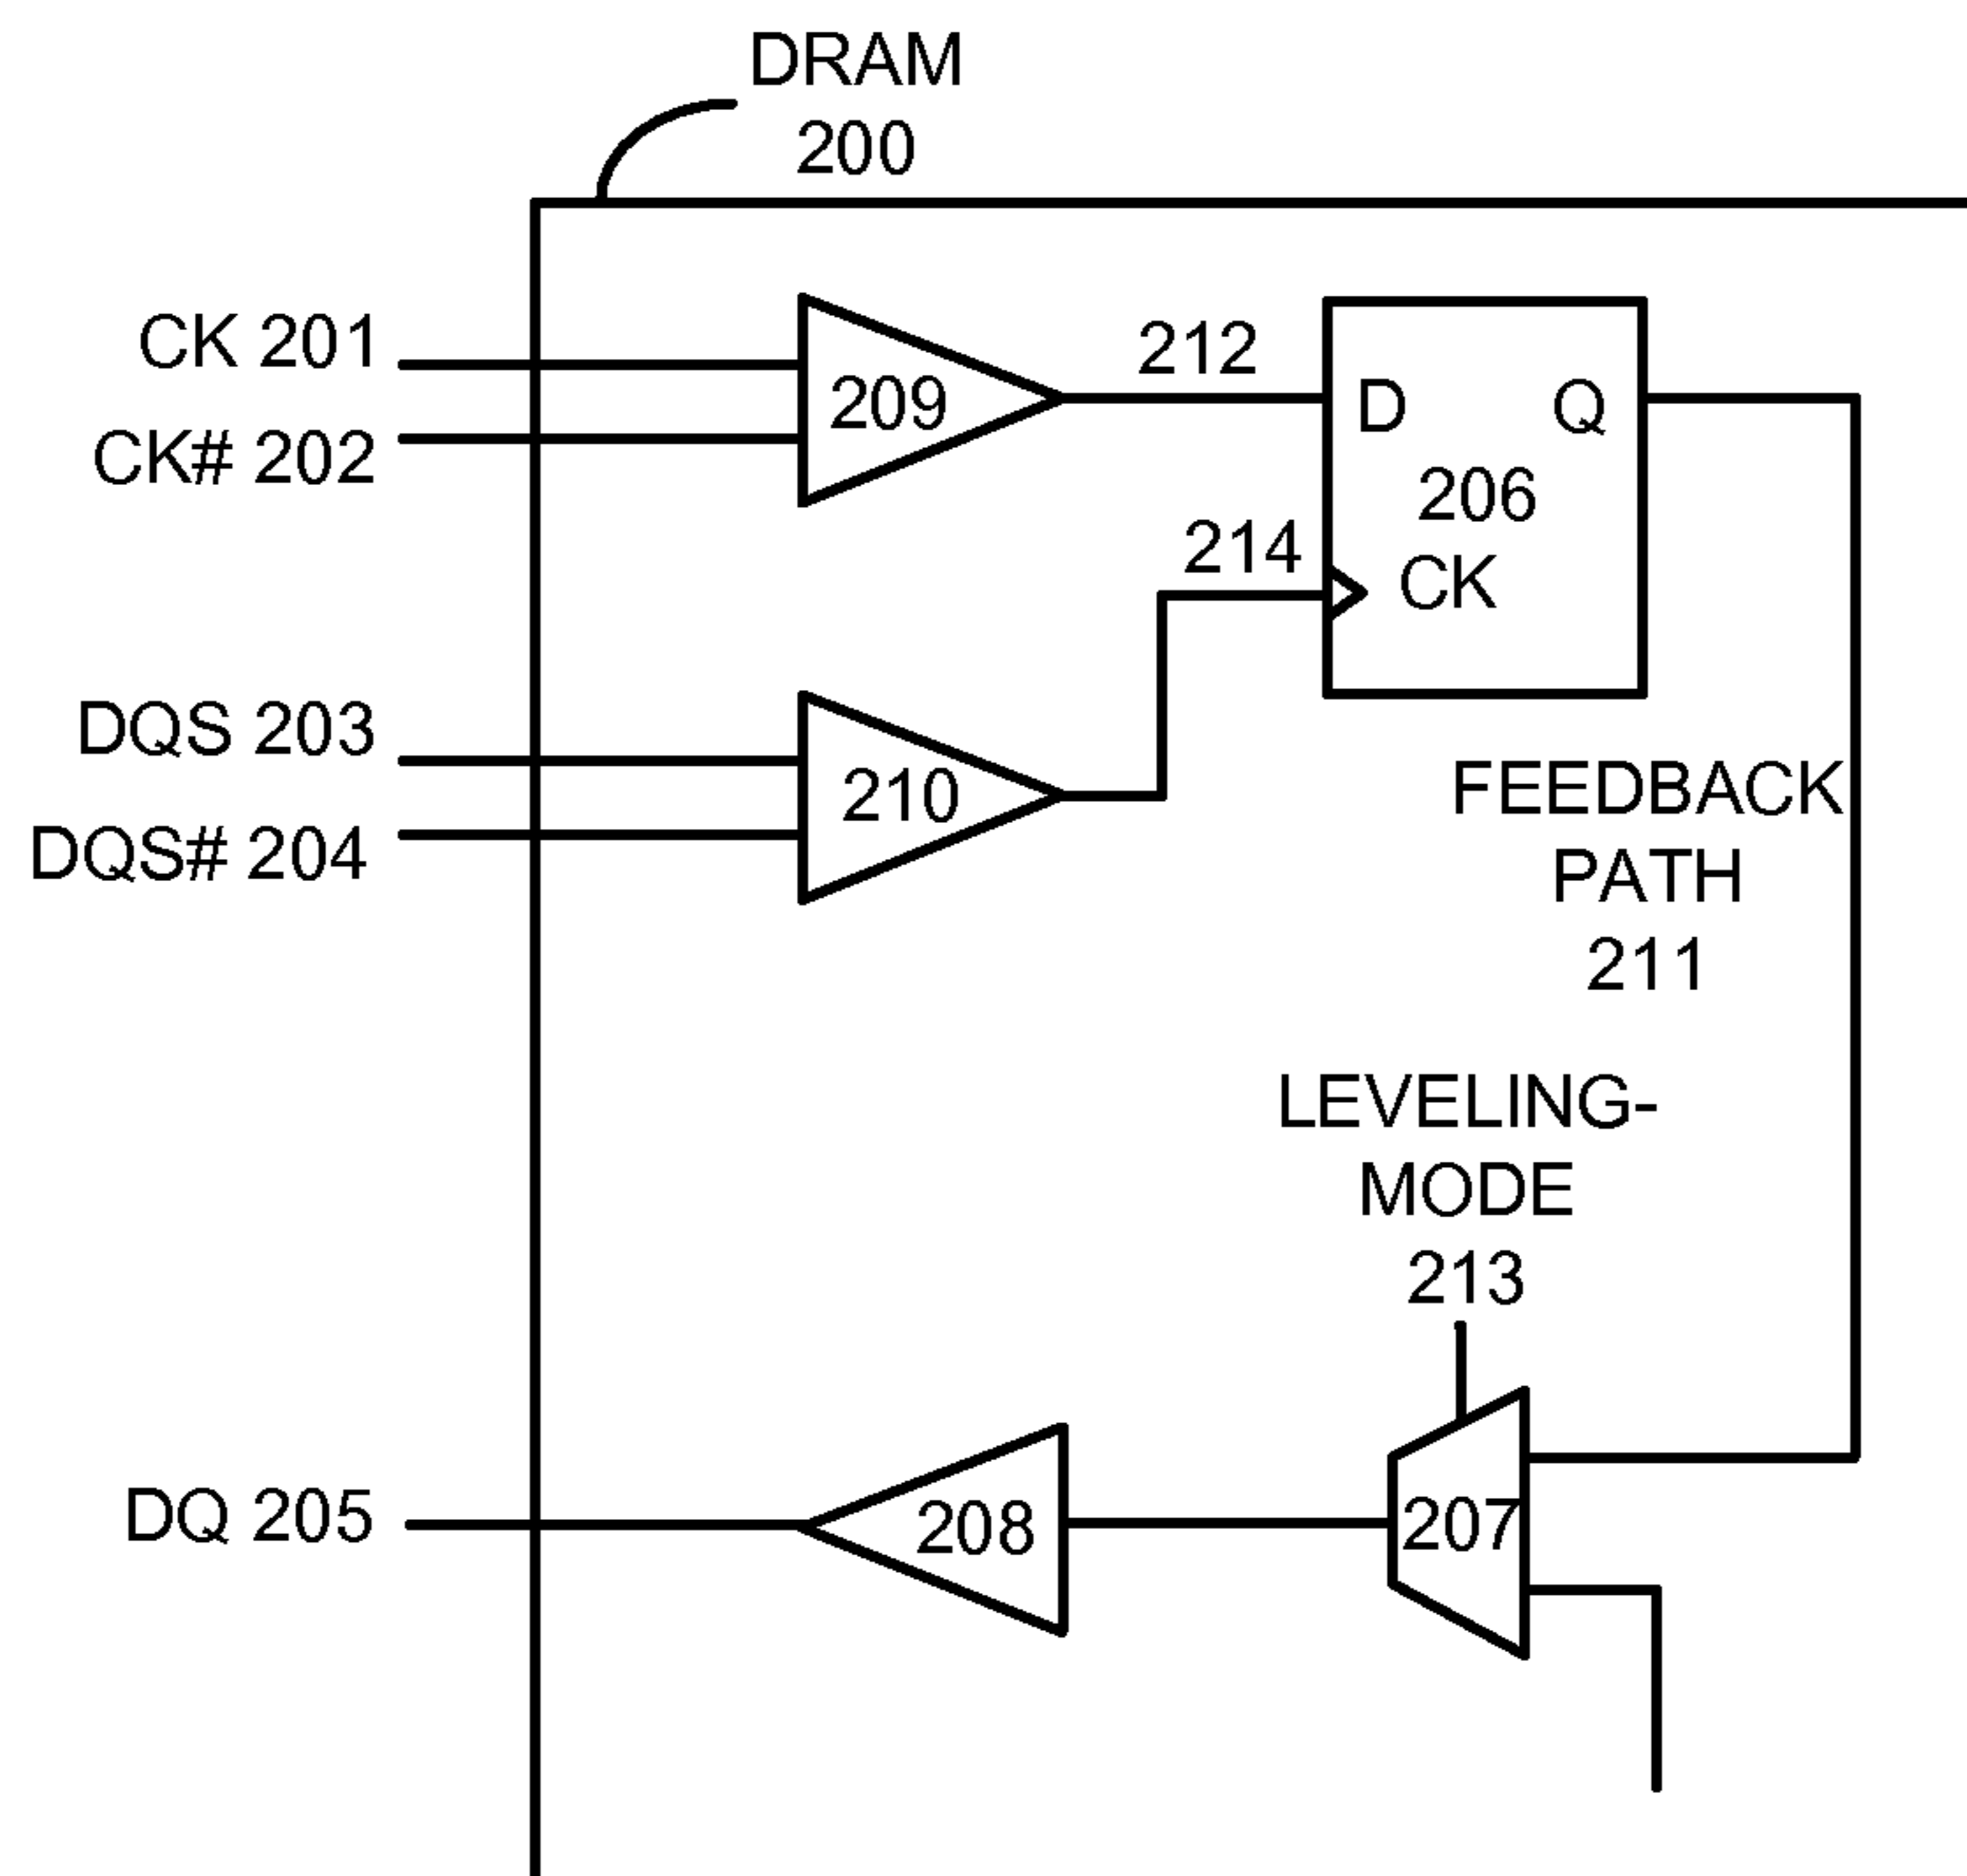 DRAM
200
CK 201
CK# 202
209
212
D Q
206
CK
214
DQS 203
DQS# 204
210
FEEDBACK
PATH
211
LEVELING-
MODE
213
DQ 205
208
207